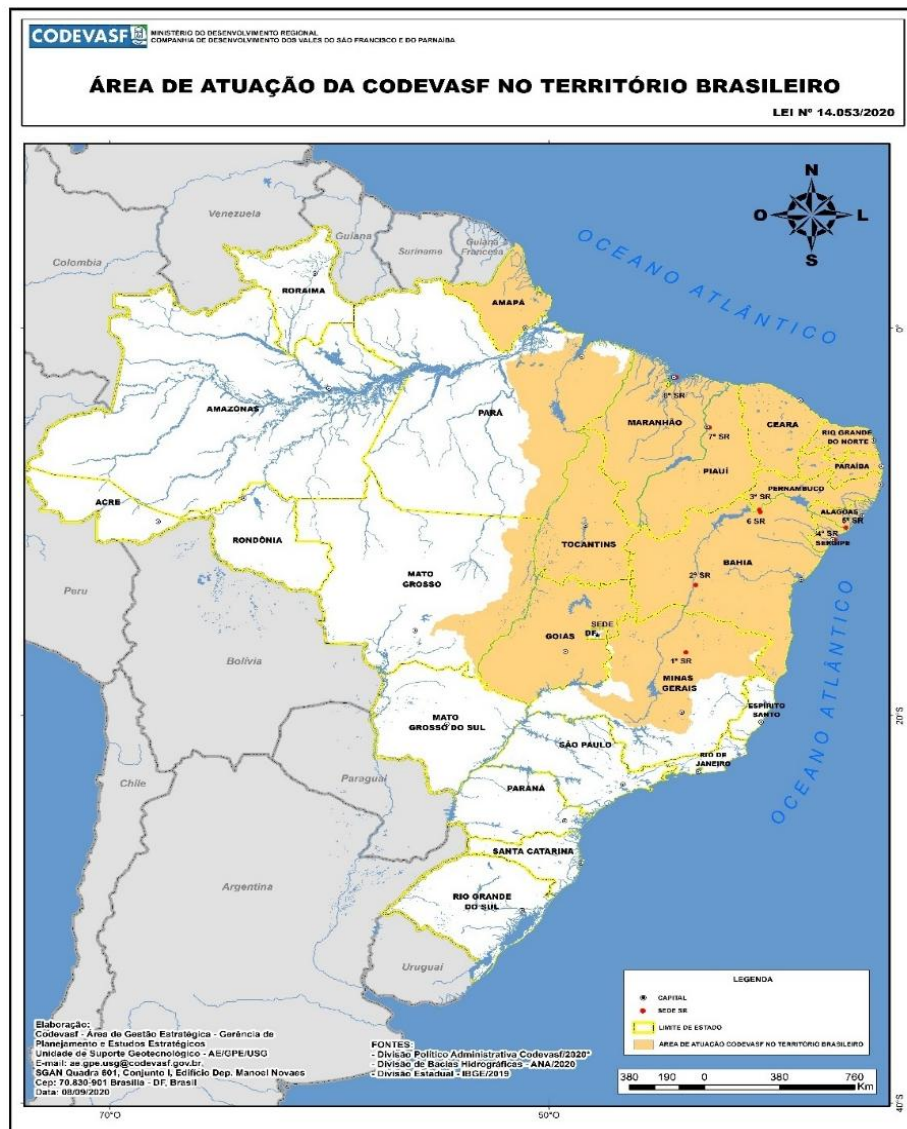 CODEVASF
MINISTÉRIO DO DESENVOLVIMENTO REGIONAL
COMPANHIA DE DESENVOLVIMENTO DOS VALES DO SÃO FRANCISCO E DO PARNAÍBA
ÁREA DE ATUAÇÃO DA CODEVASF NO TERRITÓRIO BRASILEIRO
LEI Nº 14.053/2020
N
O L
S
OCEANO ATLÂNTICO
Venezuela
Guiana
Suriname
Guiana
Francesa
Colombia
RORAIMA
AMAPÁ
0°
AMAZONAS
PARÁ
MARANHÃO
8ª SR
7ª SR
CEARA
RIO GRANDE
DO NORTE
PARAÍBA
PIAUÍ
PERNAMBUCO
3ª SR
6 SR
ALAGOAS
5ª SR
4ª SR
SERGIPE
ACRE
RONDÔNIA
TOCANTINS
BAHIA
2ª SR
MATO
GROSSO
Peru
Bolívia
GOIAS
SEDE
DF
1ª SR
MINAS
GERAIS
ESPÍRITO
SANTO
20°S
MATO
GROSSO DO SUL
SÃO PAULO
RIO DE
JANEIRO
OCEANO ATLÂNTICO
Chile
Paraguai
PARANÁ
SANTA CATARINA
RIO GRANDE
DO SUL
Argentina
Uruguai
LEGENDA
CAPITAL
SEDE SR
LIMITE DE ESTADO
ÁREA DE ATUAÇÃO CODEVASF NO TERRITÓRIO BRASILEIRO
380 190 0 380 760
Km
Elaboração:
Codevasf - Área de Gestão Estratégica - Gerência de
Planejamento e Estudos Estratégicos
Unidade de Suporte Geotecnológico - AE/GPE/USG
E-mail: ae.gpe.usg@codevasf.gov.br
SGAN Quadra 601, Conjunto I, Edifício Dep. Manoel Novaes
Cep: 70.830-901 Brasília - DF, Brasil
Data: 08/09/2020
FONTES:
- Divisão Político Administrativa Codevasf/2020*
- Divisão de Bacias Hidrográficas - ANA/2020
- Divisão Estadual - IBGE/2019
40°S
70°O
50°O